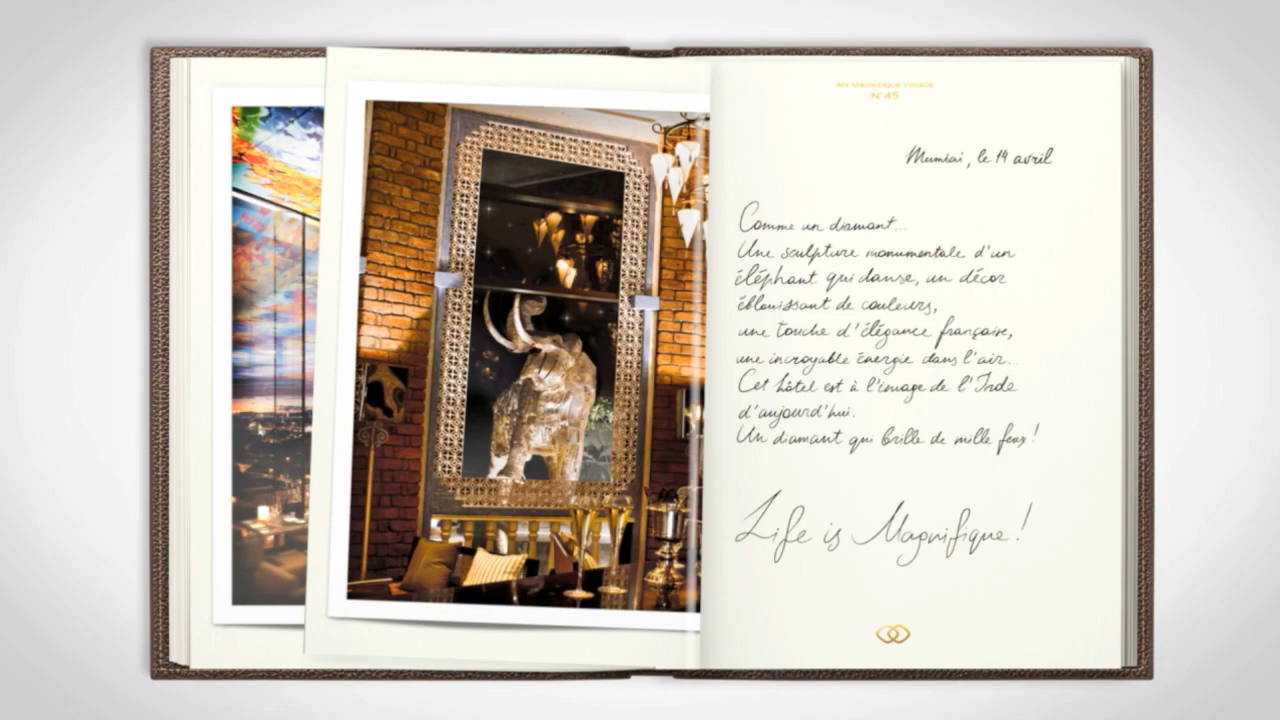 MY MAGNIFIQUE VOYAGE
N°45
Mumbai, le 14 avril
Comme un diamant...
Une sculpture monumentale d'un
éléphant qui danse, un décor
éblouissant de couleurs,
une touche d'élégance française,
une incroyable énergie dans l'air...
Cet hôtel est à l'image de l'Inde
d'aujourd'hui.
Un diamant qui brille de mille feux!
Life is Magnifique!